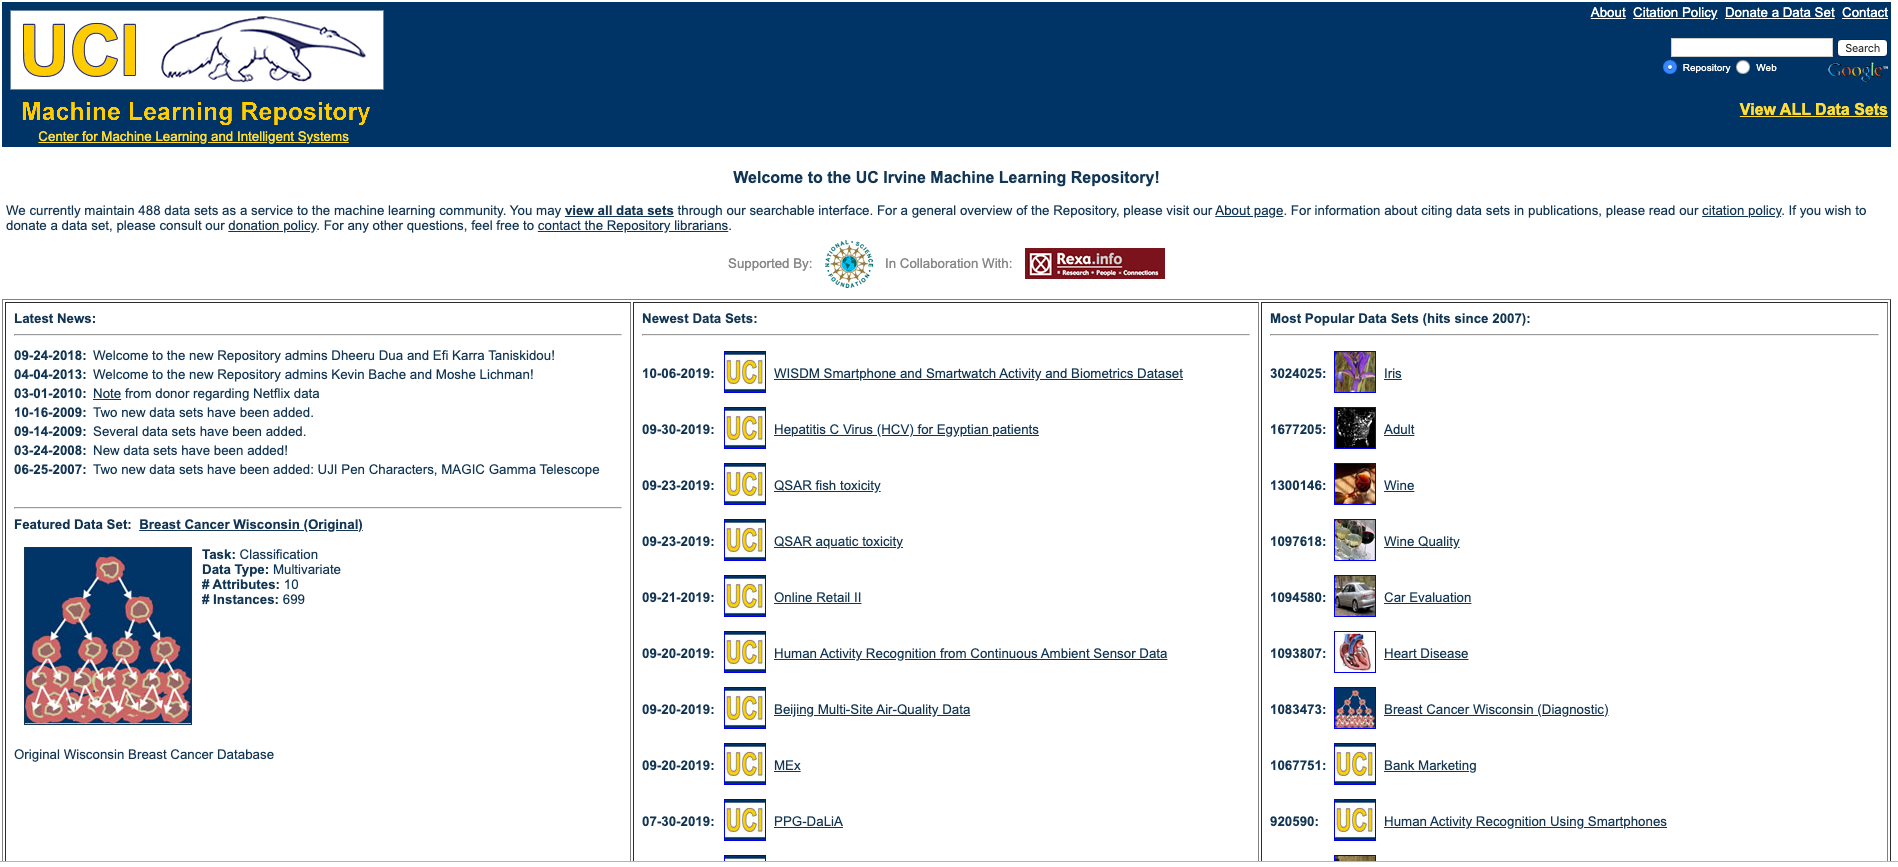 UCI
Machine Learning Repository
Center for Machine Learning and Intelligent Systems
About Citation Policy Donate a Data Set Contact
Search
Repository Web Google™
View ALL Data Sets
Welcome to the UC Irvine Machine Learning Repository!
We currently maintain 488 data sets as a service to the machine learning community. You may view all data sets through our searchable interface. For a general overview of the Repository, please visit our About page. For information about citing data sets in publications, please read our citation policy. If you wish to
donate a data set, please consult our donation policy. For any other questions, feel free to contact the Repository librarians.
Supported By: NATIONAL SCIENCE FOUNDATION In Collaboration With: Rexa.info
Research • People • Connections
Latest News:
09-24-2018: Welcome to the new Repository admins Dheeru Dua and Efi Karra Taniskidou!
04-04-2013: Welcome to the new Repository admins Kevin Bache and Moshe Lichman!
03-01-2010: Note from donor regarding Netflix data
10-16-2009: Two new data sets have been added.
09-14-2009: Several data sets have been added.
03-24-2008: New data sets have been added!
06-25-2007: Two new data sets have been added: UJI Pen Characters, MAGIC Gamma Telescope
Featured Data Set: Breast Cancer Wisconsin (Original)
Task: Classification
Data Type: Multivariate
# Attributes: 10
# Instances: 699
Original Wisconsin Breast Cancer Database
Newest Data Sets:
10-06-2019: UCI WISDM Smartphone and Smartwatch Activity and Biometrics Dataset
09-30-2019: UCI Hepatitis C Virus (HCV) for Egyptian patients
09-23-2019: UCI QSAR fish toxicity
09-23-2019: UCI QSAR aquatic toxicity
09-21-2019: UCI Online Retail II
09-20-2019: UCI Human Activity Recognition from Continuous Ambient Sensor Data
09-20-2019: UCI Beijing Multi-Site Air-Quality Data
09-20-2019: UCI MEx
07-30-2019: UCI PPG-DaLiA
Most Popular Data Sets (hits since 2007):
3024025: Iris
1677205: Adult
1300146: Wine
1097618: Wine Quality
1094580: Car Evaluation
1093807: Heart Disease
1083473: Breast Cancer Wisconsin (Diagnostic)
1067751: UCI Bank Marketing
920590: UCI Human Activity Recognition Using Smartphones